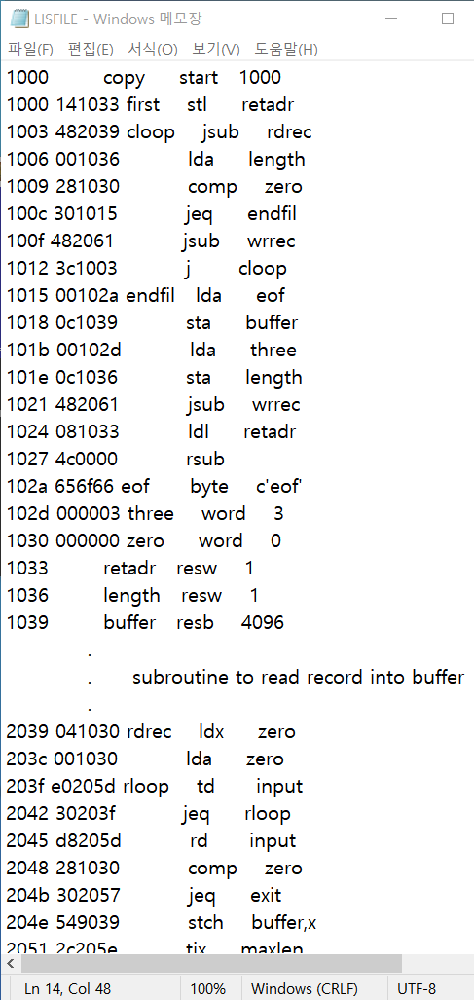 LISFILE - Windows 메모장
파일(F) 편집(E) 서식(O) 보기(V) 도움말(H)
1000 copy start 1000
1000 141033 first stl retadr
1003 482039 cloop jsub rdrec
1006 001036 lda length
1009 281030 comp zero
100c 301015 jeq endfil
100f 482061 jsub wrrec
1012 3c1003 j cloop
1015 00102a endfil lda eof
1018 0c1039 sta buffer
101b 00102d lda three
101e 0c1036 sta length
1021 482061 jsub wrrec
1024 081033 ldl retadr
1027 4c0000 rsub
102a 656f66 eof byte c'eof'
102d 000003 three word 3
1030 000000 zero word 0
1033 retadr resw 1
1036 length resw 1
1039 buffer resb 4096
.
. subroutine to read record into buffer
.
2039 041030 rdrec ldx zero
203c 001030 lda zero
203f e0205d rloop td input
2042 30203f jeq rloop
2045 d8205d rd input
2048 281030 comp zero
204b 302057 jeq exit
204e 549039 stch buffer,x
2051 2c205e tix maxlen
Ln 14, Col 48 100% Windows (CRLF) UTF-8